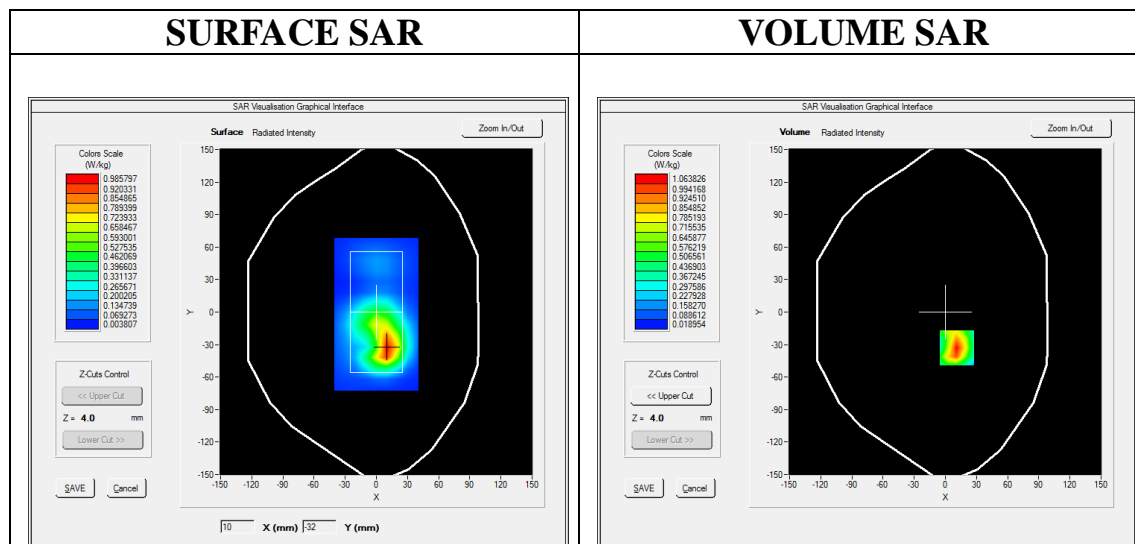 SURFACE SAR
VOLUME SAR
SAR Visualisation Graphical Interface
Surface Radiated Intensity
Zoom In/Out
Colors Scale
(W/kg)
0.985797
0.920331
0.854865
0.789399
0.723933
0.658467
0.593001
0.527535
0.462069
0.396603
0.331137
0.265671
0.200205
0.134739
0.069273
0.003807
Z-Cuts Control
<< Upper Cut
Z = 4.0 mm
Lower Cut >>
SAVE
Cancel
150
120
90
60
30
0
-30
-60
-90
-120
-150
Y
-150 -120 -90 -60 -30 0 30 60 90 120 150
X
10 X (mm) -32 Y (mm)
SAR Visualisation Graphical Interface
Volume Radiated Intensity
Zoom In/Out
Colors Scale
(W/kg)
1.063826
0.994168
0.924510
0.854852
0.785193
0.715535
0.645877
0.576219
0.506561
0.436903
0.367245
0.297586
0.227928
0.158270
0.088612
0.018954
Z-Cuts Control
<< Upper Cut
Z = 4.0 mm
Lower Cut >>
SAVE
Cancel
150
120
90
60
30
0
-30
-60
-90
-120
-150
Y
-150 -120 -90 -60 -30 0 30 60 90 120 150
X